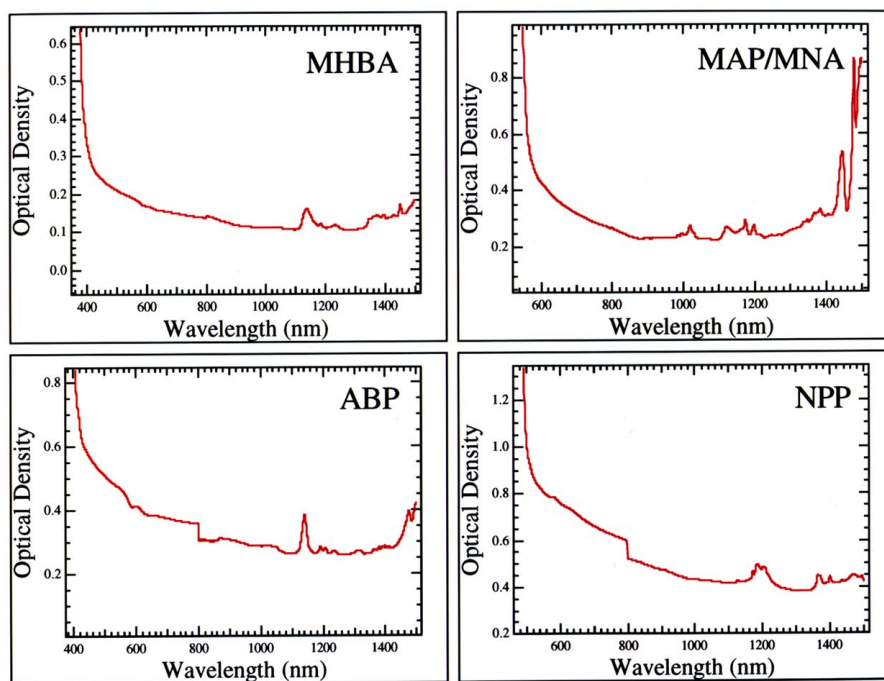 MHBA
Optical Density
0.6
0.5
0.4
0.3
0.2
0.1
0.0
400 600 800 1000 1200 1400
Wavelength (nm)
MAP/MNA
Optical Density
0.8
0.6
0.4
0.2
600 800 1000 1200 1400
Wavelength (nm)
ABP
Optical Density
0.8
0.6
0.4
0.2
400 600 800 1000 1200 1400
Wavelength (nm)
NPP
Optical Density
1.2
1.0
0.8
0.6
0.4
0.2
600 800 1000 1200 1400
Wavelength (nm)